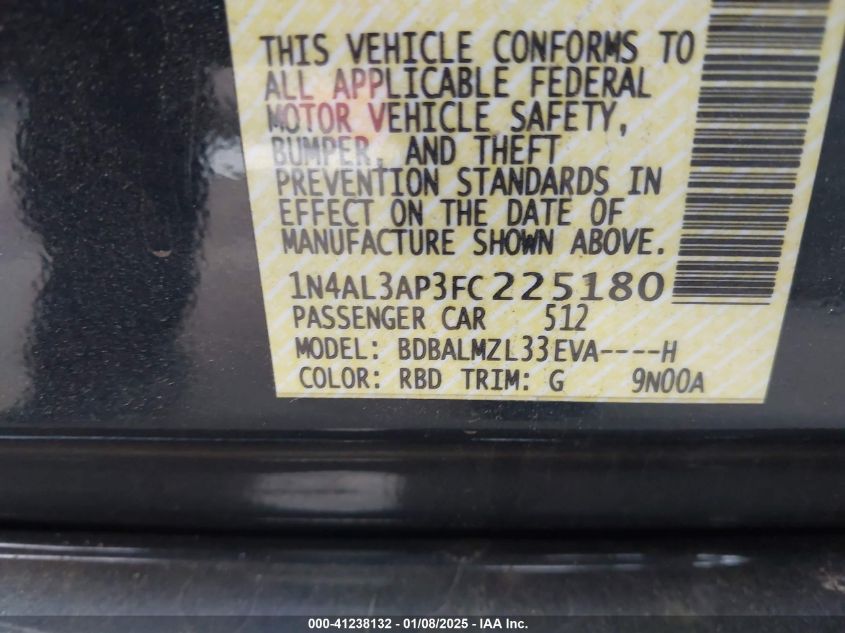 THIS VEHICLE CONFORMS TO
ALL APPLICABLE FEDERAL
MOTOR VEHICLE SAFETY,
BUMPER, AND THEFT
PREVENTION STANDARDS IN
EFFECT ON THE DATE OF
MANUFACTURE SHOWN ABOVE.
1N4AL3AP3FC225180
PASSENGER CAR 512
MODEL: BDBALMZL33EVA----H
COLOR: RBD TRIM: G 9N00A
000-41238132 - 01/08/2025 - IAA Inc.